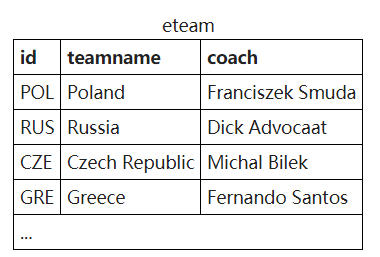 eteam
id teamname coach
POL Poland Franciszek Smuda
RUS Russia Dick Advocaat
CZE Czech Republic Michal Bilek
GRE Greece Fernando Santos
...